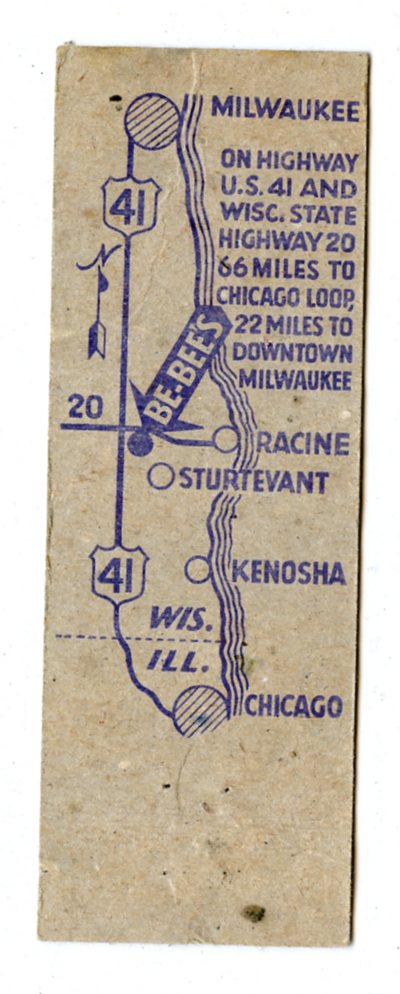 MILWAUKEE
ON HIGHWAY
U.S. 41 AND
WISC. STATE
HIGHWAY 20
66 MILES TO
CHICAGO LOOP,
22 MILES TO
DOWNTOWN
MILWAUKEE
41
N
BE-BEE'S
20
RACINE
STURTEVANT
41
KENOSHA
WIS.
ILL.
CHICAGO